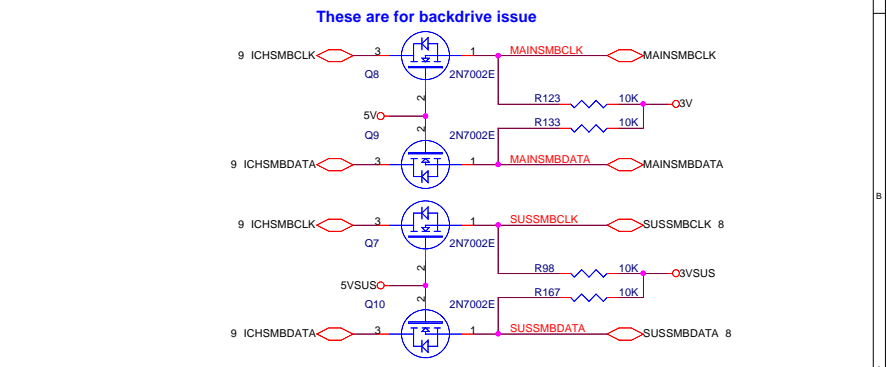 These are for backdrive issue
9 ICHSMBCLK 3 1 MAINSMBCLK MAINSMBCLK
Q8 2N7002E
2 R123 10K 3V
5V
2 R133 10K
Q9 2N7002E
9 ICHSMBDATA 3 1 MAINSMBDATA MAINSMBDATA
B
9 ICHSMBCLK 3 1 SUSSMBCLK SUSSMBCLK 8
Q7 2N7002E
2 R98 10K 3VSUS
5VSUS
2 R167 10K
Q10 2N7002E
9 ICHSMBDATA 3 1 SUSSMBDATA SUSSMBDATA 8